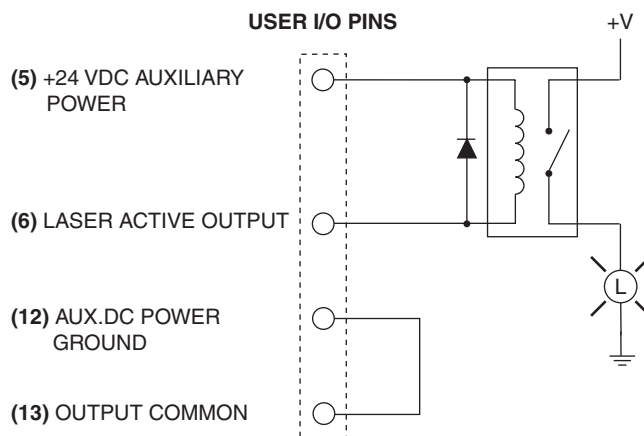 USER I/O PINS
+V
(5) +24 VDC AUXILIARY
POWER
(6) LASER ACTIVE OUTPUT
L
(12) AUX.DC POWER
GROUND
(13) OUTPUT COMMON